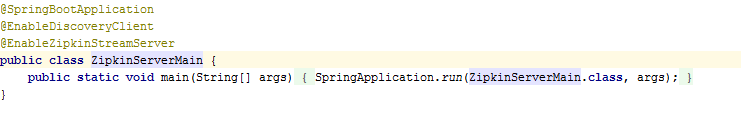 @SpringBootApplication
@EnableDiscoveryClient
@EnableZipkinStreamServer
public class ZipkinServerMain {
    public static void main(String[] args) { SpringApplication.run(ZipkinServerMain.class, args); }
}